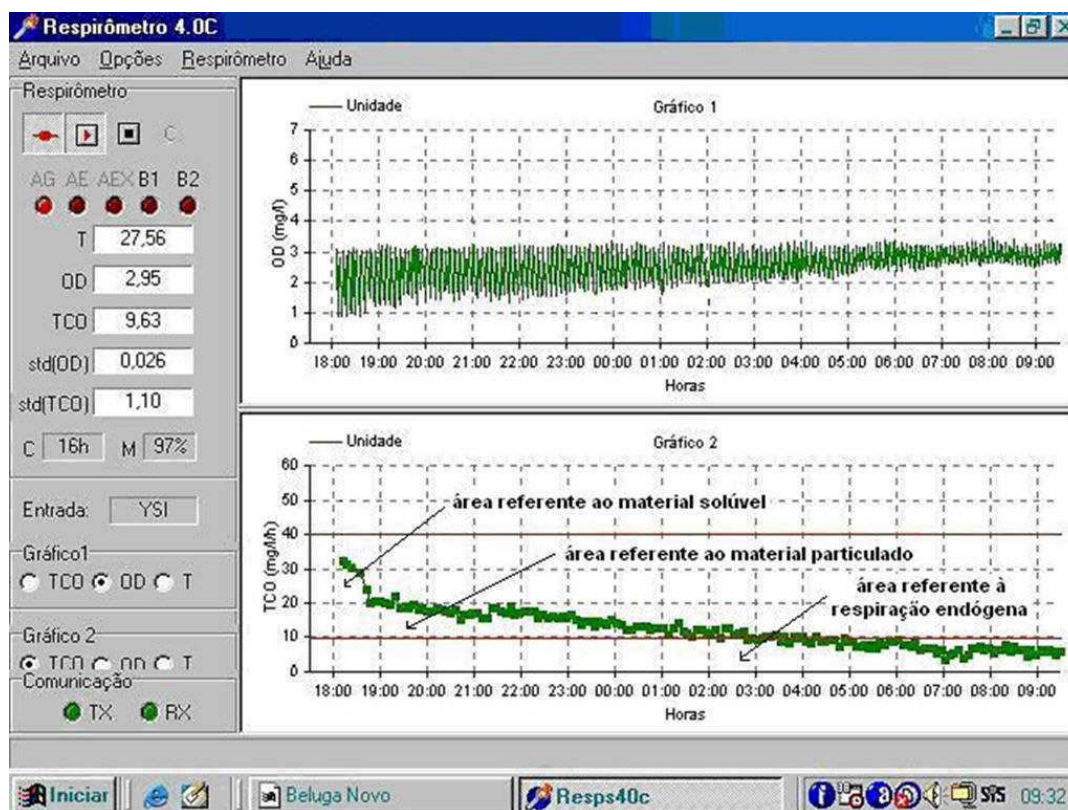 Respirômetro 4.0C
Arquivo Opções Respirômetro Ajuda
Respirômetro
C
AG AE AEX B1 B2
T 27,56
OD 2,95
TCO 9,63
std(OD) 0,026
std(TCO) 1,10
C 16h M 97%
Entrada: YSI
Gráfico1
TCO OD T
Gráfico 2
TCO OD T
Comunicação
TX RX
Unidade Gráfico 1
7
6
5
4
3
2
1
0
OD (mg/l)
18:00 19:00 20:00 21:00 22:00 23:00 00:00 01:00 02:00 03:00 04:00 05:00 06:00 07:00 08:00 09:00
Horas
Unidade Gráfico 2
60
50
40
30
20
10
0
TCO (mg/l/h)
área referente ao material solúvel
área referente ao material particulado
área referente à
respiração endógena
18:00 19:00 20:00 21:00 22:00 23:00 00:00 01:00 02:00 03:00 04:00 05:00 06:00 07:00 08:00 09:00
Horas
Iniciar Beluga Novo Resps40c 09:32